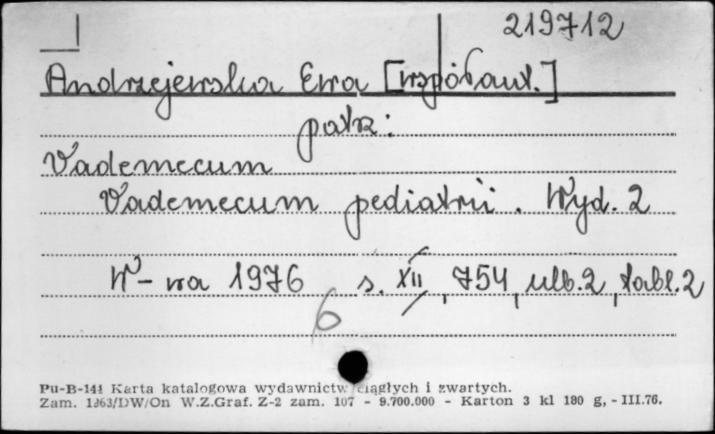 219712
Andrzejewska Ewa [współaut.]
patrz:
Vademecum
Vademecum pediatrii. Wyd. 2
W-wa 1976 s. XII, 754, ulb. 2, tabl. 2
6
Pu-B-141 Karta katalogowa wydawnictw ciągłych i zwartych.
Zam. 1363/DW/On W.Z.Graf. Z-2 zam. 107 - 9.700.000 - Karton 3 kl 180 g, - III.76.